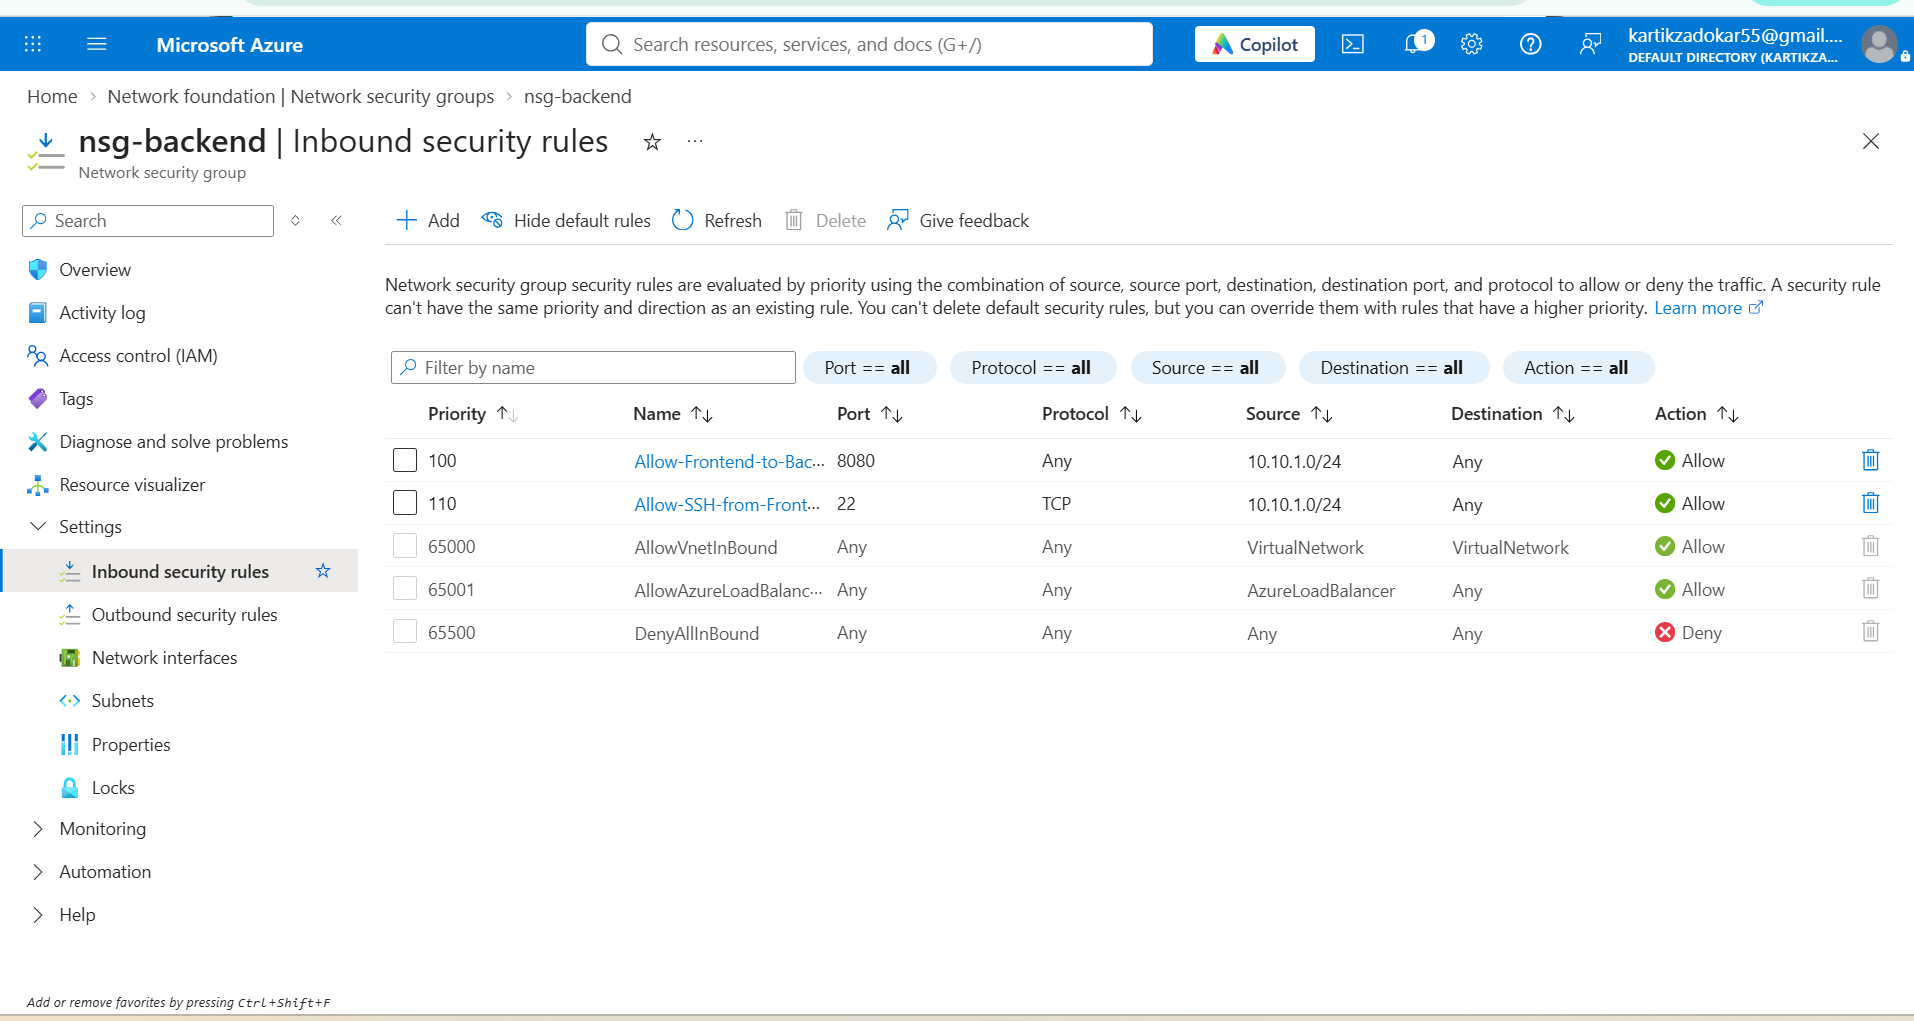 Microsoft Azure
Search resources, services, and docs (G+/)
Copilot
1
kartikzadokar55@gmail....
DEFAULT DIRECTORY (KARTIKZA...
Home > Network foundation | Network security groups > nsg-backend
nsg-backend | Inbound security rules
Network security group
Search
Add
Hide default rules
Refresh
Delete
Give feedback
Overview
Activity log
Access control (IAM)
Tags
Diagnose and solve problems
Resource visualizer
Settings
Inbound security rules
Outbound security rules
Network interfaces
Subnets
Properties
Locks
Monitoring
Automation
Help
Add or remove favorites by pressing Ctrl+Shift+F
Network security group security rules are evaluated by priority using the combination of source, source port, destination, destination port, and protocol to allow or deny the traffic. A security rule
can't have the same priority and direction as an existing rule. You can't delete default security rules, but you can override them with rules that have a higher priority. Learn more
Filter by name
Port == all
Protocol == all
Source == all
Destination == all
Action == all
Priority Name Port Protocol Source Destination Action
100 Allow-Frontend-to-Bac... 8080 Any 10.10.1.0/24 Any Allow
110 Allow-SSH-from-Front... 22 TCP 10.10.1.0/24 Any Allow
65000 AllowVnetInBound Any Any VirtualNetwork VirtualNetwork Allow
65001 AllowAzureLoadBalanc... Any Any AzureLoadBalancer Any Allow
65500 DenyAllInBound Any Any Any Any Deny